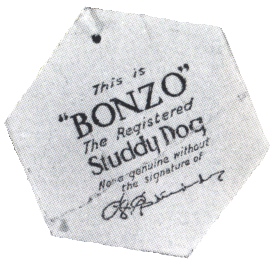 This is
"BONZO"
The Registered
Studdy Dog
None genuine without
the signature of